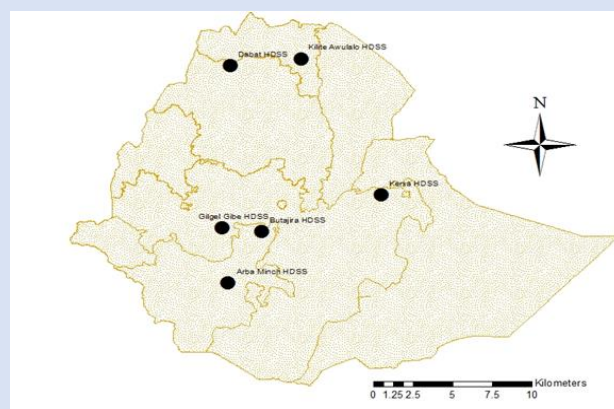 Kilite Awulalo HDSS
Dabat HDSS
N
Kersa HDSS
Gilgell Gibe HDSS
Butajira HDSS
Arba Minch HDSS
Kilometers
0 1.25 2.5 5 7.5 10